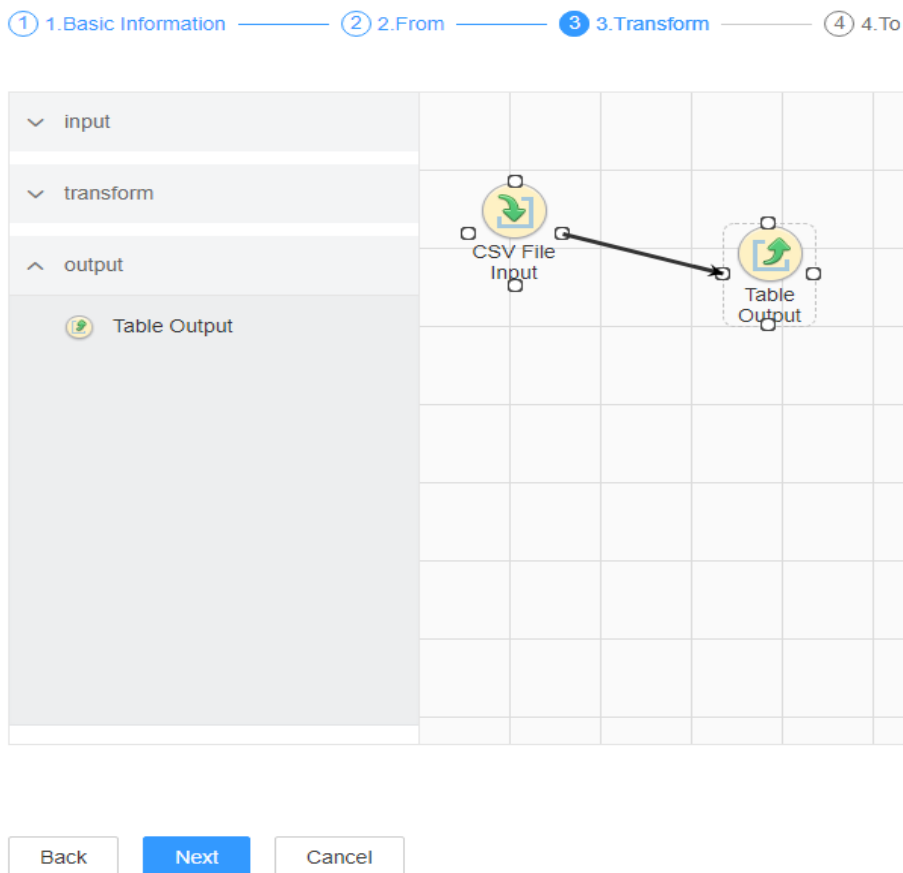 1 1.Basic Information 2 2.From 3 3.Transform 4 4.To
input
transform
output
Table Output
CSV File
Input
Table
Output
Back Next Cancel